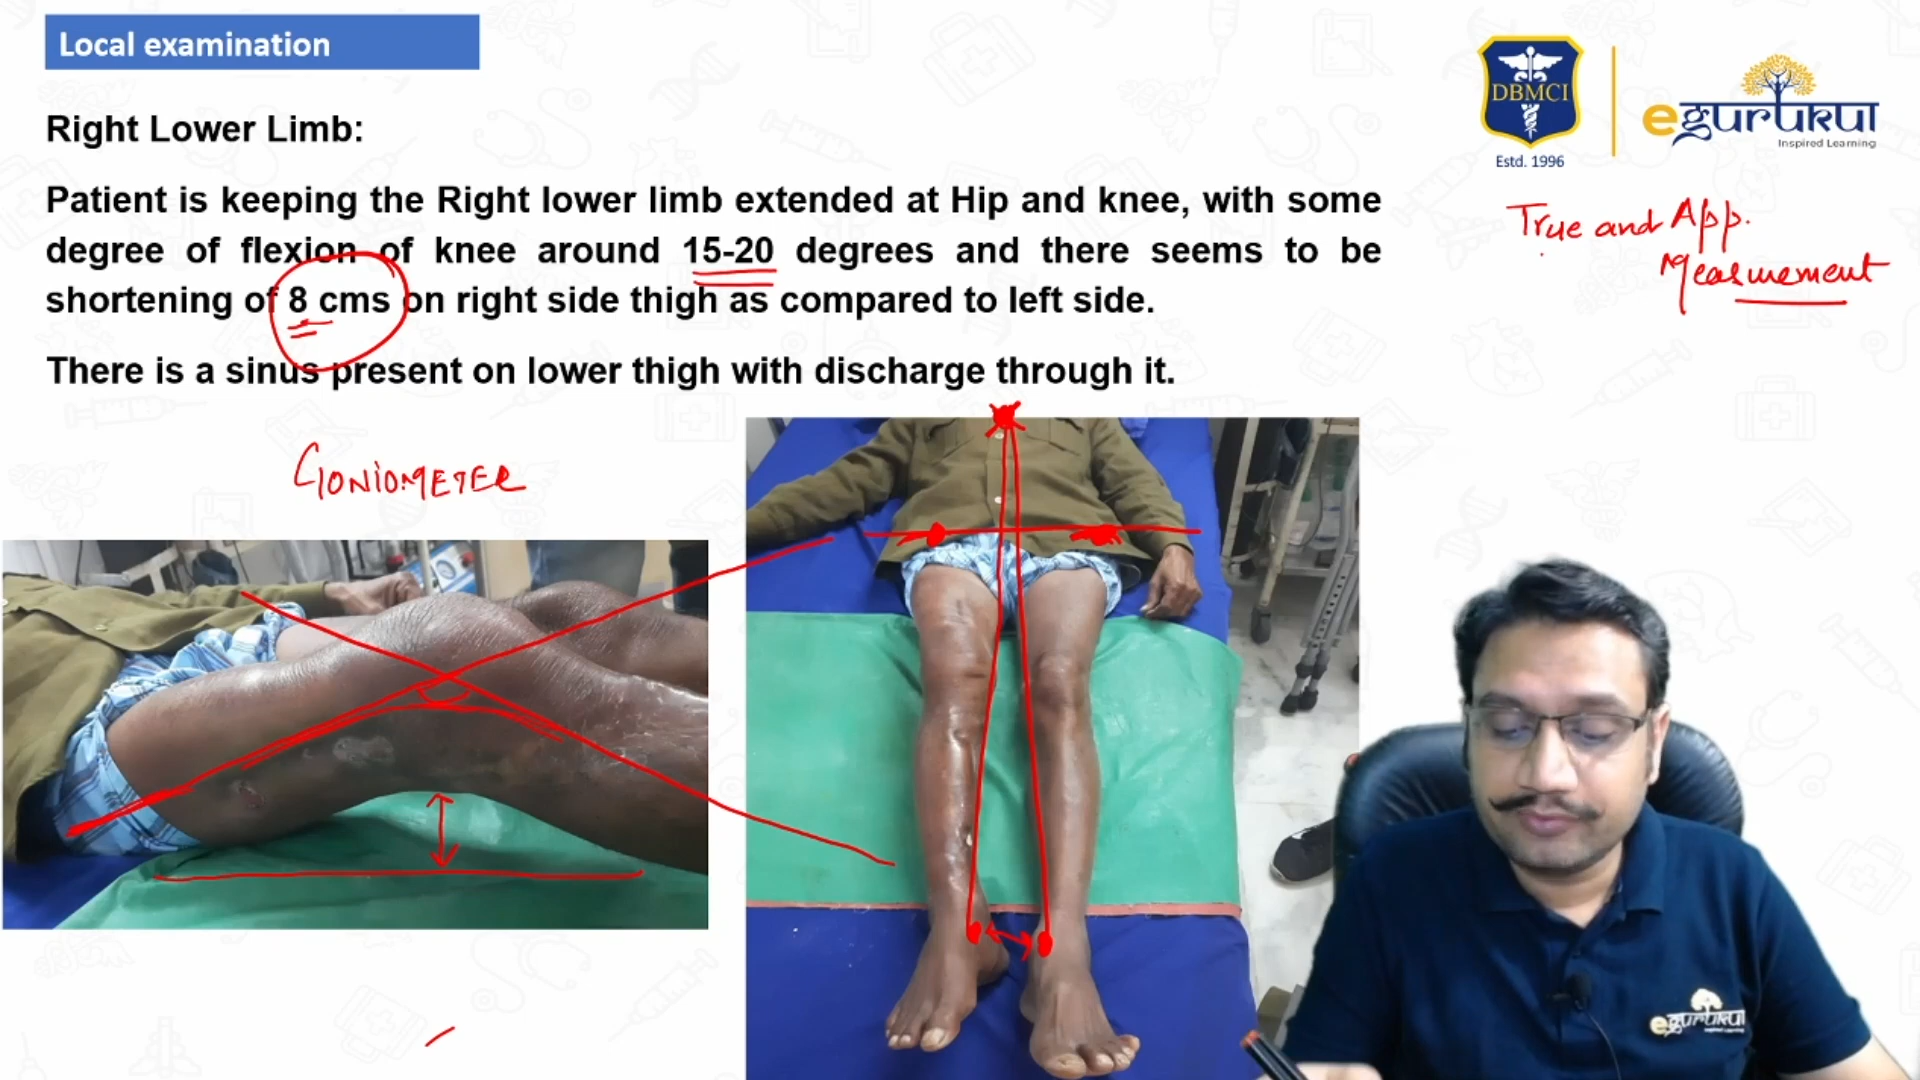 Local examination
DBMCI
Estd. 1996
egurukul
Inspired Learning
Right Lower Limb:
Patient is keeping the Right lower limb extended at Hip and knee, with some
degree of flexion of knee around 15-20 degrees and there seems to be
shortening of 8 cms on right side thigh as compared to left side.
There is a sinus present on lower thigh with discharge through it.
True and App.
Measurement
GONIOMETER
egurukul